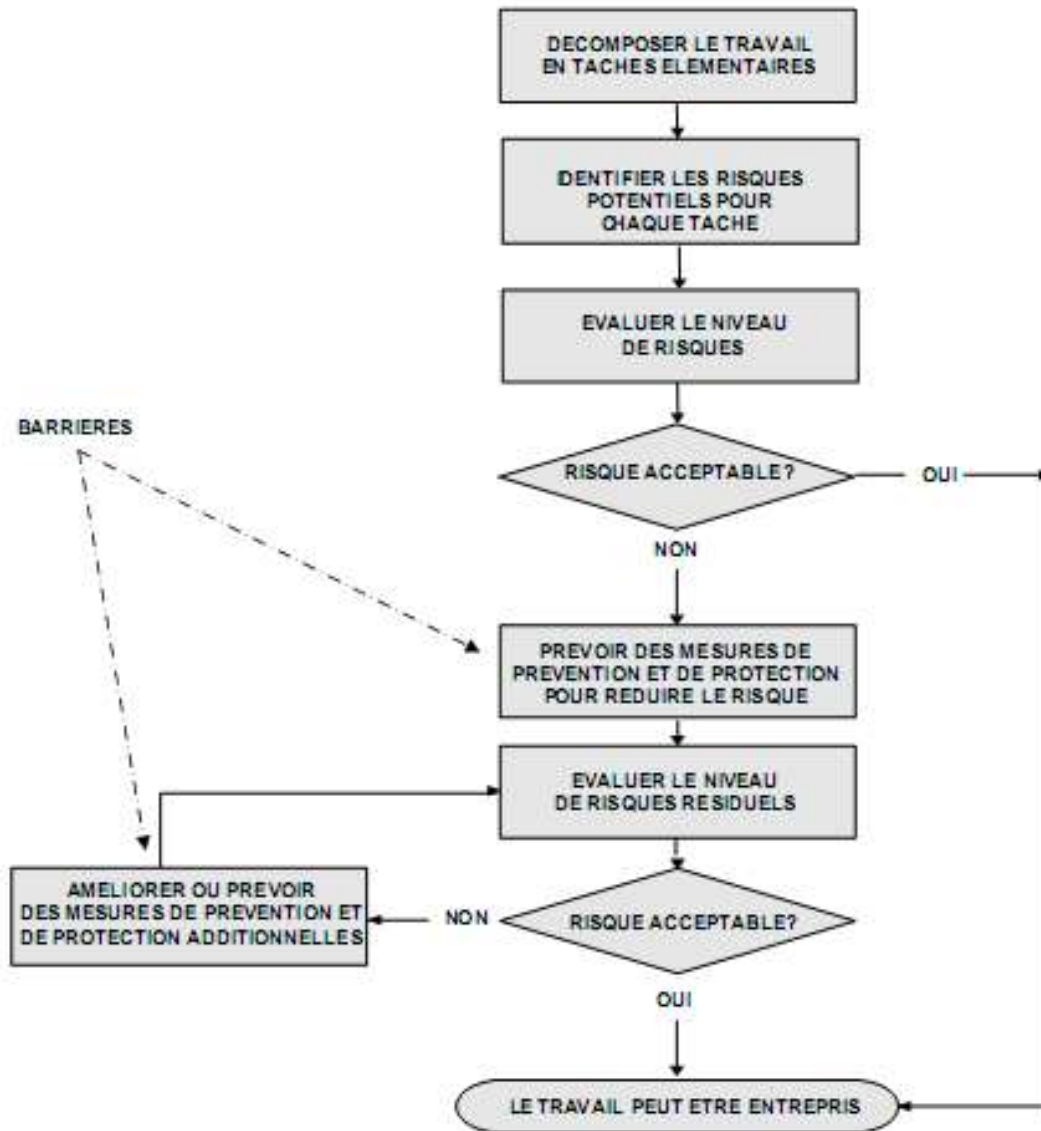 DECOMPOSER LE TRAVAIL
EN TACHES ELEMENTAIRES
IDENTIFIER LES RISQUES
POTENTIELS POUR
CHAQUE TACHE
EVALUER LE NIVEAU
DE RISQUES
BARRIERES
RISQUE ACCEPTABLE ?
OUI
NON
PREVOIR DES MESURES DE
PREVENTION ET DE PROTECTION
POUR REDUIRE LE RISQUE
EVALUER LE NIVEAU
DE RISQUES RESIDUELS
AMELIORER OU PREVOIR
DES MESURES DE PREVENTION ET
DE PROTECTION ADDITIONNELLES
NON
RISQUE ACCEPTABLE?
OUI
LE TRAVAIL PEUT ETRE ENTREPRIS